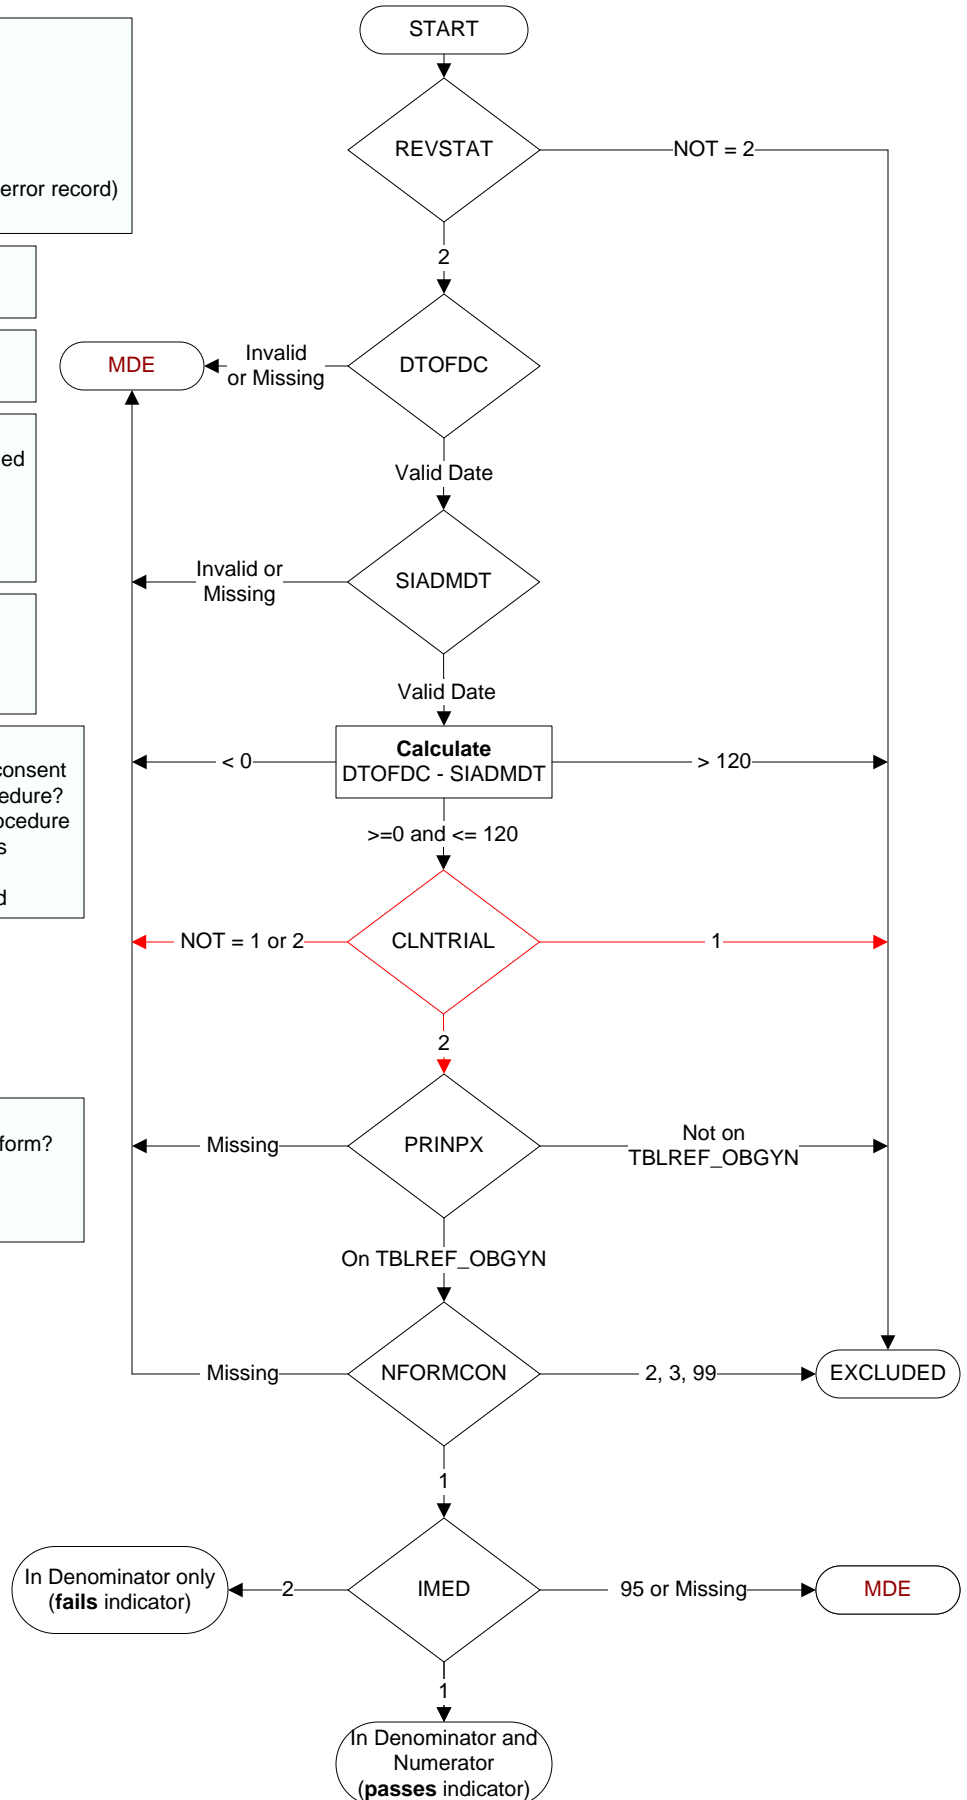 START
error record)
REVSTAT
NOT = 2
2
MDE
Invalid
or Missing
DTOFDC
ed
Valid Date
Invalid or
Missing
SIADMDT
Valid Date
consent
edure?
ocedure
s
d
< 0
Calculate
DTOFDC - SIADMDT
> 120
>=0 and <= 120
NOT = 1 or 2
CLNTRIAL
1
2
form?
Missing
PRINPX
Not on
TBLREF_OBGYN
On TBLREF_OBGYN
Missing
NFORMCON
2, 3, 99
EXCLUDED
1
In Denominator only
(fails indicator)
2
IMED
95 or Missing
MDE
1
In Denominator and
Numerator
(passes indicator)